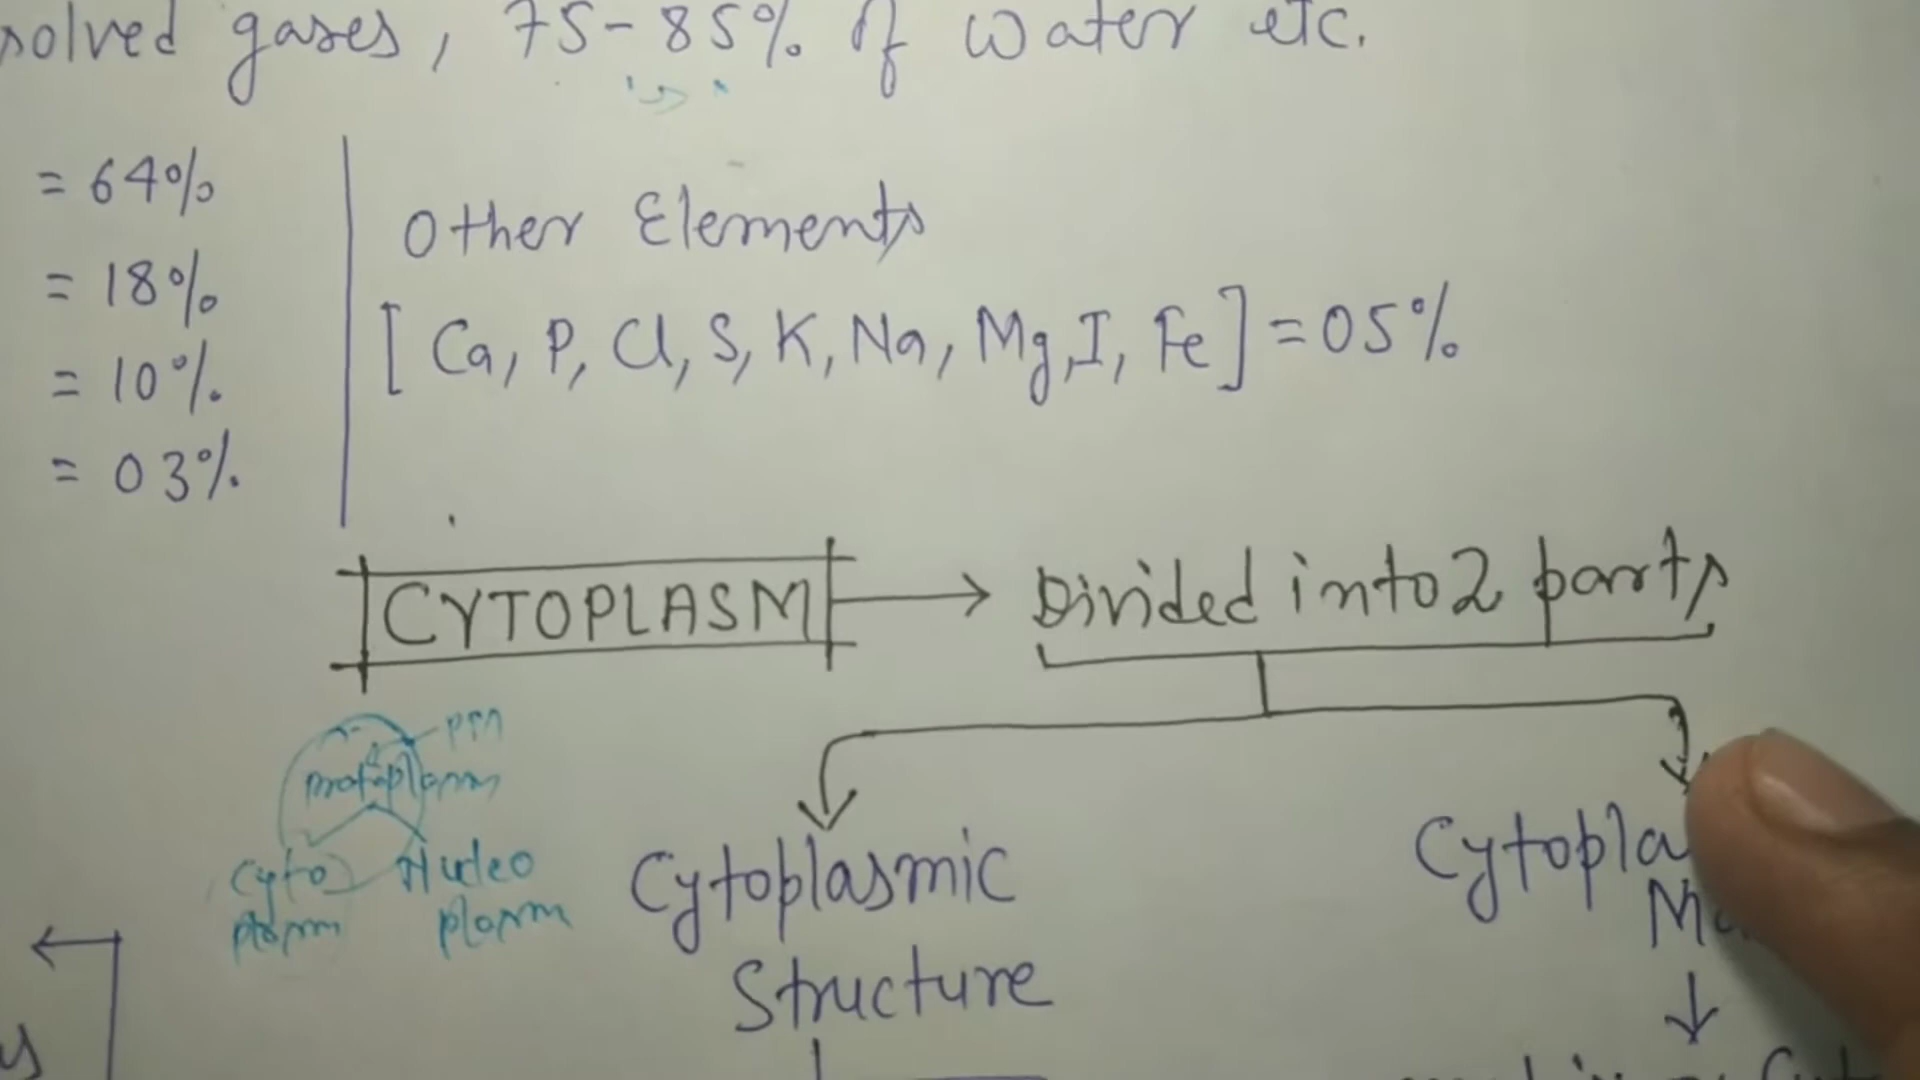 solved gases, 75-85% of water etc.
= 64%
= 18%
= 10%
= 03%
Other Elements
[ Ca, P, Cl, S, K, Na, Mg, I, Fe ] = 05%
CYTOPLASM → Divided into 2 parts
Protoplasm
Cyto
plasm
Nucleo
plasm
Cytoplasmic
Structure
Cytopla